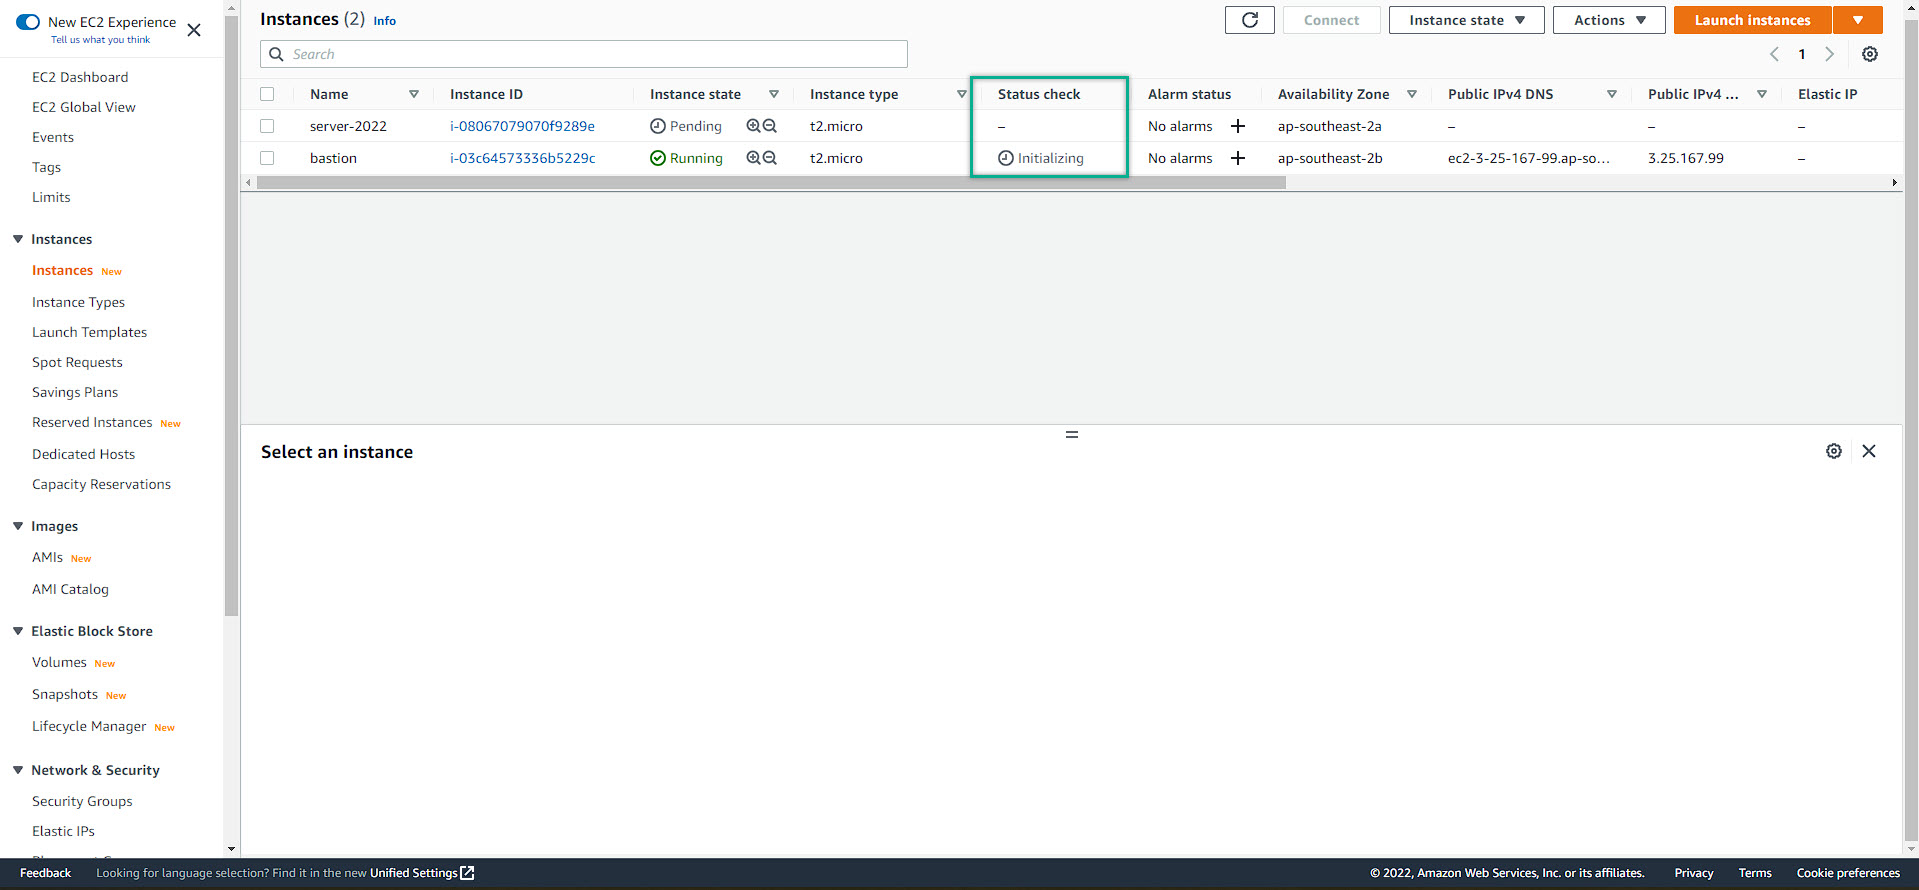 New EC2 Experience
Tell us what you think
EC2 Dashboard
EC2 Global View
Events
Tags
Limits
Instances
Instances New
Instance Types
Launch Templates
Spot Requests
Savings Plans
Reserved Instances New
Dedicated Hosts
Capacity Reservations
Images
AMIs New
AMI Catalog
Elastic Block Store
Volumes New
Snapshots New
Lifecycle Manager New
Network & Security
Security Groups
Elastic IPs
Instances (2) Info
Connect Instance state Actions Launch instances
Search
1
Name Instance ID Instance state Instance type Status check Alarm status Availability Zone Public IPv4 DNS Public IPv4 ... Elastic IP
server-2022 i-08067079070f9289e Pending t2.micro – No alarms + ap-southeast-2a – – –
bastion i-03c64573336b5229c Running t2.micro Initializing No alarms + ap-southeast-2b ec2-3-25-167-99.ap-so... 3.25.167.99 –
Select an instance
Feedback Looking for language selection? Find it in the new Unified Settings © 2022, Amazon Web Services, Inc. or its affiliates. Privacy Terms Cookie preferences